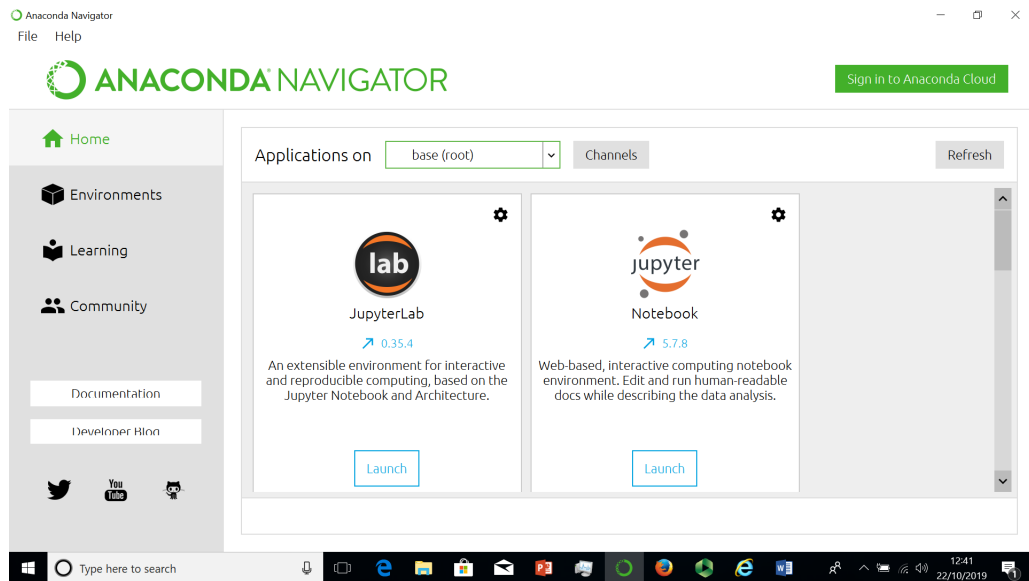 Anaconda Navigator
File Help
ANACONDA NAVIGATOR
Sign in to Anaconda Cloud
Home
Environments
Learning
Community
Documentation
Developer Blog
You
Tube
Applications on base (root) Channels Refresh
lab
JupyterLab
0.35.4
An extensible environment for interactive
and reproducible computing, based on the
Jupyter Notebook and Architecture.
Launch
jupyter
Notebook
5.7.8
Web-based, interactive computing notebook
environment. Edit and run human-readable
docs while describing the data analysis.
Launch
Type here to search
12:41
22/10/2019
1